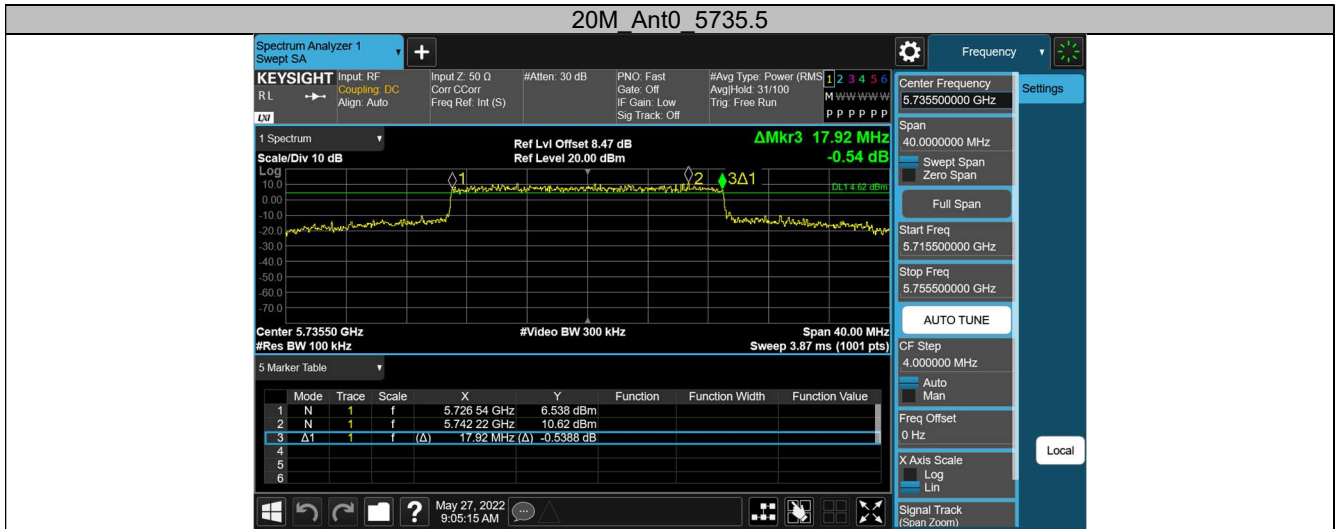 20M_Ant0_5735.5
Spectrum Analyzer 1
Swept SA
Frequency
KEYSIGHT
R L
LXI
Input: RF
Coupling: DC
Align: Auto
Input Z: 50 Ω
Corr CCorr
Freq Ref: Int (S)
#Atten: 30 dB
PNO: Fast
Gate: Off
IF Gain: Low
Sig Track: Off
#Avg Type: Power (RMS
Avg|Hold: 31/100
Trig: Free Run
1 2 3 4 5 6
M W W W W W
P P P P P P
1 Spectrum
Scale/Div 10 dB
Ref Lvl Offset 8.47 dB
Ref Level 20.00 dBm
ΔMkr3 17.92 MHz
-0.54 dB
Log
10.0
0.00
-10.0
-20.0
-30.0
-40.0
-50.0
-60.0
-70.0
1
2
3Δ1
DL1 4.62 dBm
Center 5.73550 GHz
#Res BW 100 kHz
#Video BW 300 kHz
Span 40.00 MHz
Sweep 3.87 ms (1001 pts)
5 Marker Table
Mode Trace Scale X Y Function Function Width Function Value
1 N 1 f 5.726 54 GHz 6.538 dBm
2 N 1 f 5.742 22 GHz 10.62 dBm
3 Δ1 1 f (Δ) 17.92 MHz (Δ) -0.5388 dB
4
5
6
May 27, 2022
9:05:15 AM
Center Frequency
5.735500000 GHz
Settings
Span
40.0000000 MHz
Swept Span
Zero Span
Full Span
Start Freq
5.715500000 GHz
Stop Freq
5.755500000 GHz
AUTO TUNE
CF Step
4.000000 MHz
Auto
Man
Freq Offset
0 Hz
X Axis Scale
Log
Lin
Local
Signal Track
(Span Zoom)